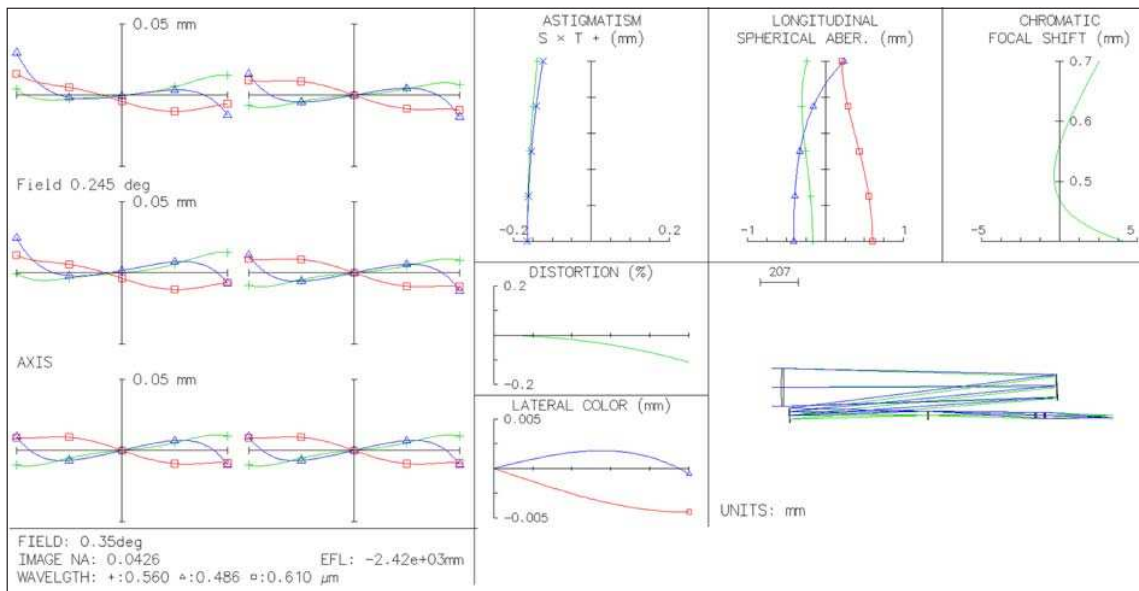 0.05 mm
Field 0.245 deg
0.05 mm
AXIS
0.05 mm
FIELD: 0.35deg
IMAGE NA: 0.0426 EFL: -2.42e+03mm
WAVELGTH: +:0.560 ▵:0.486 □:0.610 μm
ASTIGMATISM
S × T + (mm)
-0.2 0.2
DISTORTION (%)
0.2
-0.2
LATERAL COLOR (mm)
0.005
-0.005
LONGITUDINAL
SPHERICAL ABER. (mm)
-1 1
CHROMATIC
FOCAL SHIFT (mm)
0.7
0.6
0.5
0 5
207
UNITS: mm